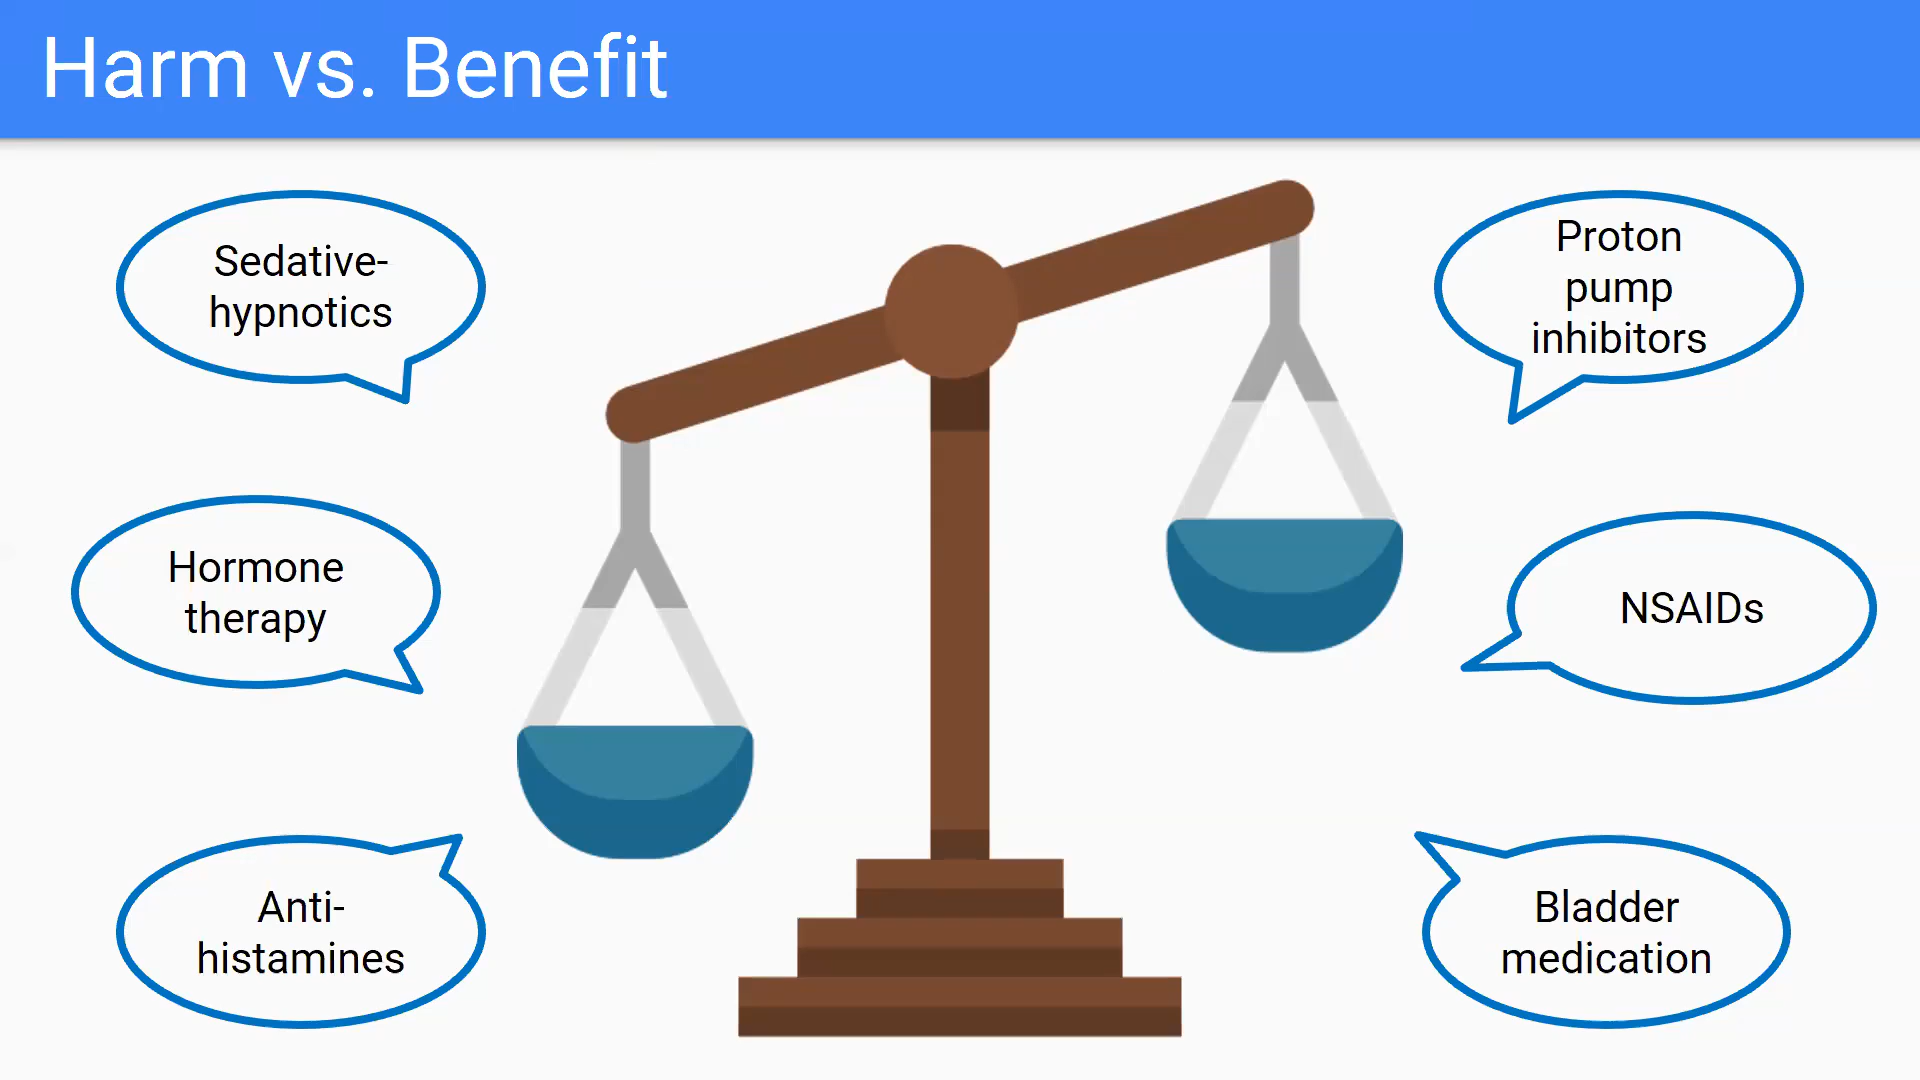 Harm vs. Benefit
Sedative-
hypnotics
Proton
pump
inhibitors
Hormone
therapy
NSAIDs
Anti-
histamines
Bladder
medication